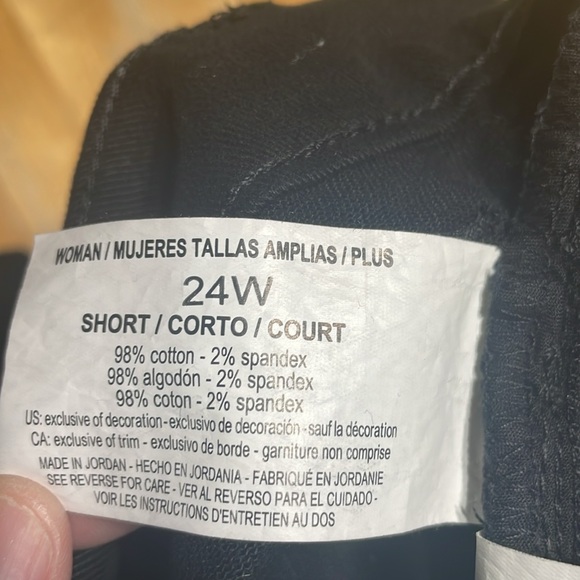 WOMAN / MUJERES TALLAS AMPLIAS / PLUS
24W
SHORT / CORTO / COURT
98% cotton - 2% spandex
98% algodón - 2% spandex
98% coton - 2% spandex
US: exclusive of decoration-exclusivo de decoración -sauf la décoration
CA: exclusive of trim - exclusivo de borde - garniture non comprise
MADE IN JORDAN - HECHO EN JORDANIA - FABRIQUÉ EN JORDANIE
SEE REVERSE FOR CARE - VER AL REVERSO PARA EL CUIDADO -
VOIR LES INSTRUCTIONS D'ENTRETIEN AU DOS